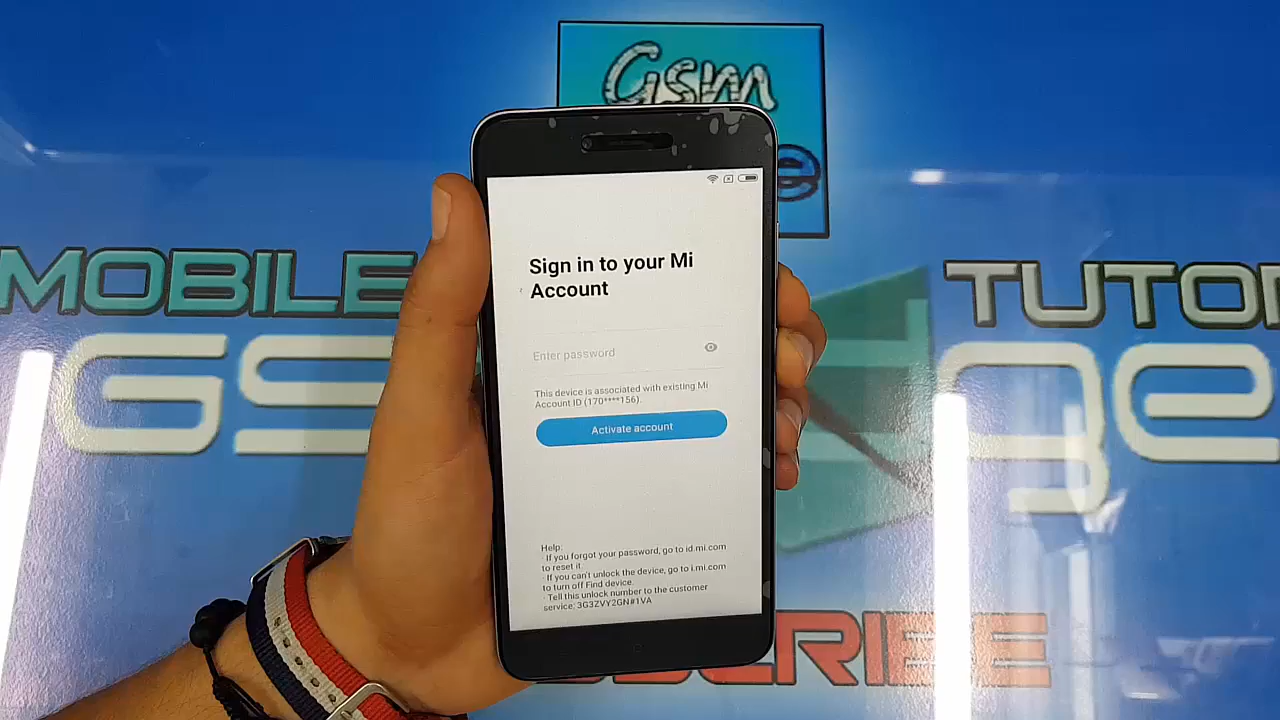 Gsm
e
MOBILE
TUTOR
GS
ge
Sign in to your Mi
Account
Enter password
This device is associated with existing Mi
Account ID (170****156).
Activate account
Help:
· If you forgot your password, go to id.mi.com
to reset it.
· If you can't unlock the device, go to i.mi.com
to turn off Find device.
· Tell this unlock number to the customer
service: 3G3ZVY2GN#1VA
SCRIBE